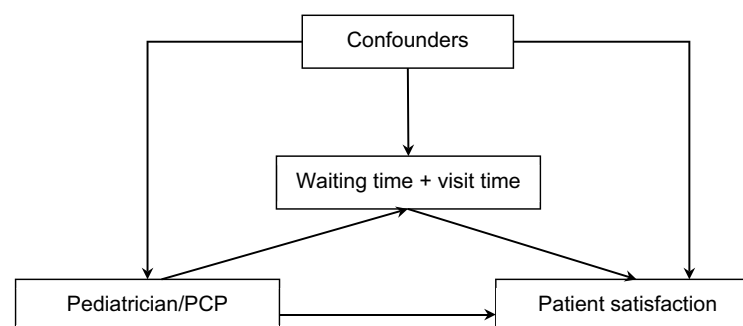 Confounders
Waiting time + visit time
Pediatrician/PCP
Patient satisfaction